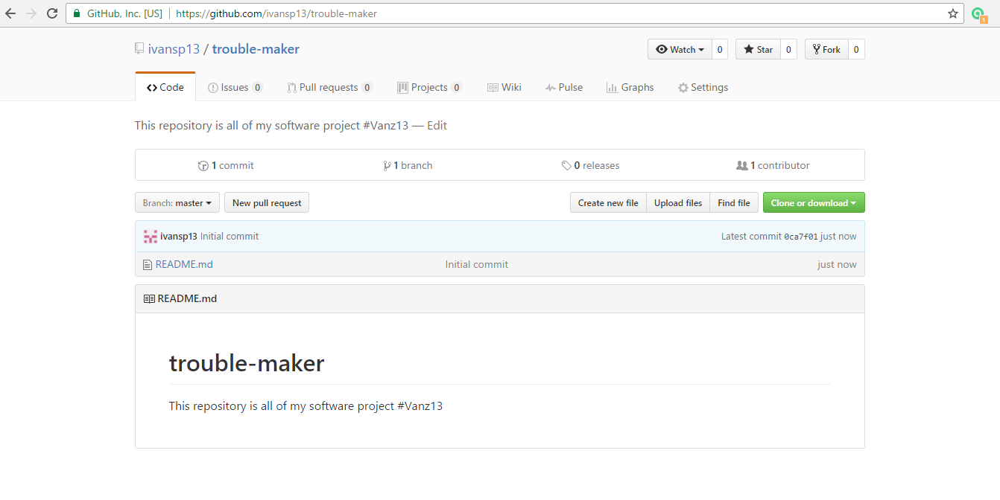 GitHub, Inc. [US] https://github.com/ivansp13/trouble-maker
1
ivansp13 / trouble-maker Watch 0 Star 0 Fork 0
Code Issues 0 Pull requests 0 Projects 0 Wiki Pulse Graphs Settings
This repository is all of my software project #Vanz13 — Edit
1 commit 1 branch 0 releases 1 contributor
Branch: master New pull request Create new file Upload files Find file Clone or download
ivansp13 Initial commit Latest commit 0ca7f01 just now
README.md Initial commit just now
README.md
trouble-maker
This repository is all of my software project #Vanz13